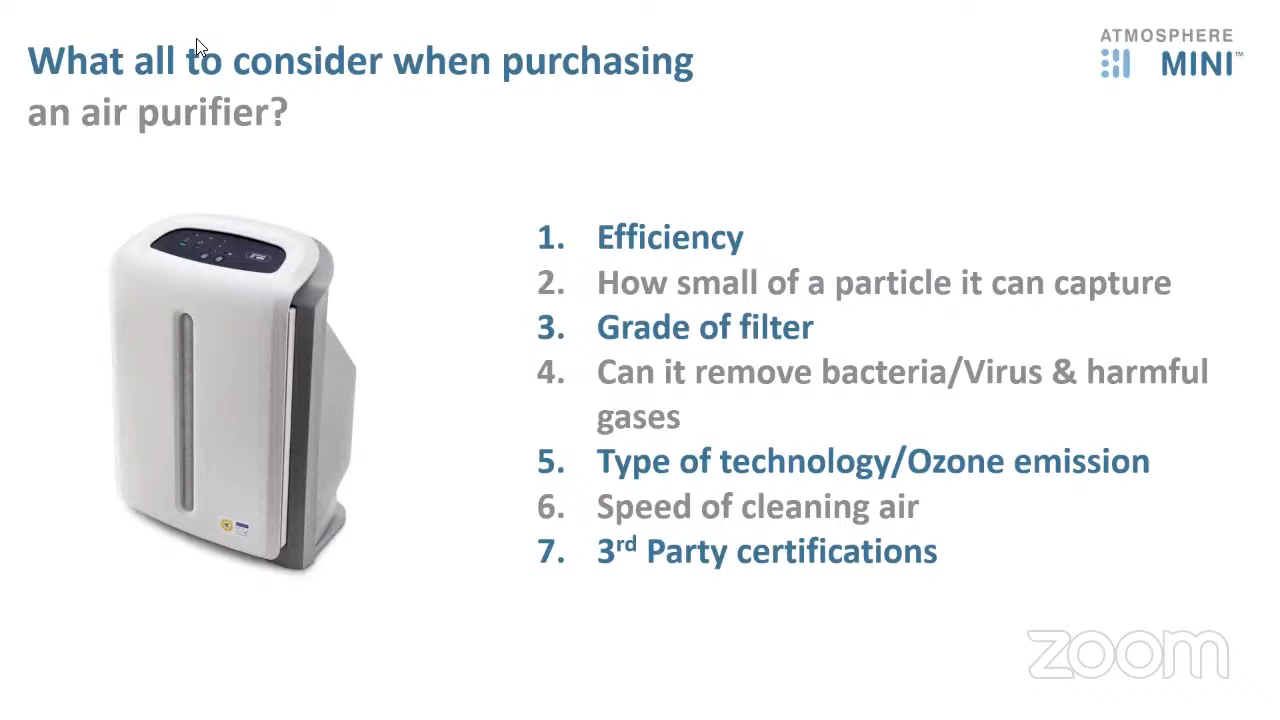 What all to consider when purchasing
an air purifier?
ATMOSPHERE
MINI™
1. Efficiency
2. How small of a particle it can capture
3. Grade of filter
4. Can it remove bacteria/Virus & harmful
gases
5. Type of technology/Ozone emission
6. Speed of cleaning air
7. 3rd Party certifications
zoom